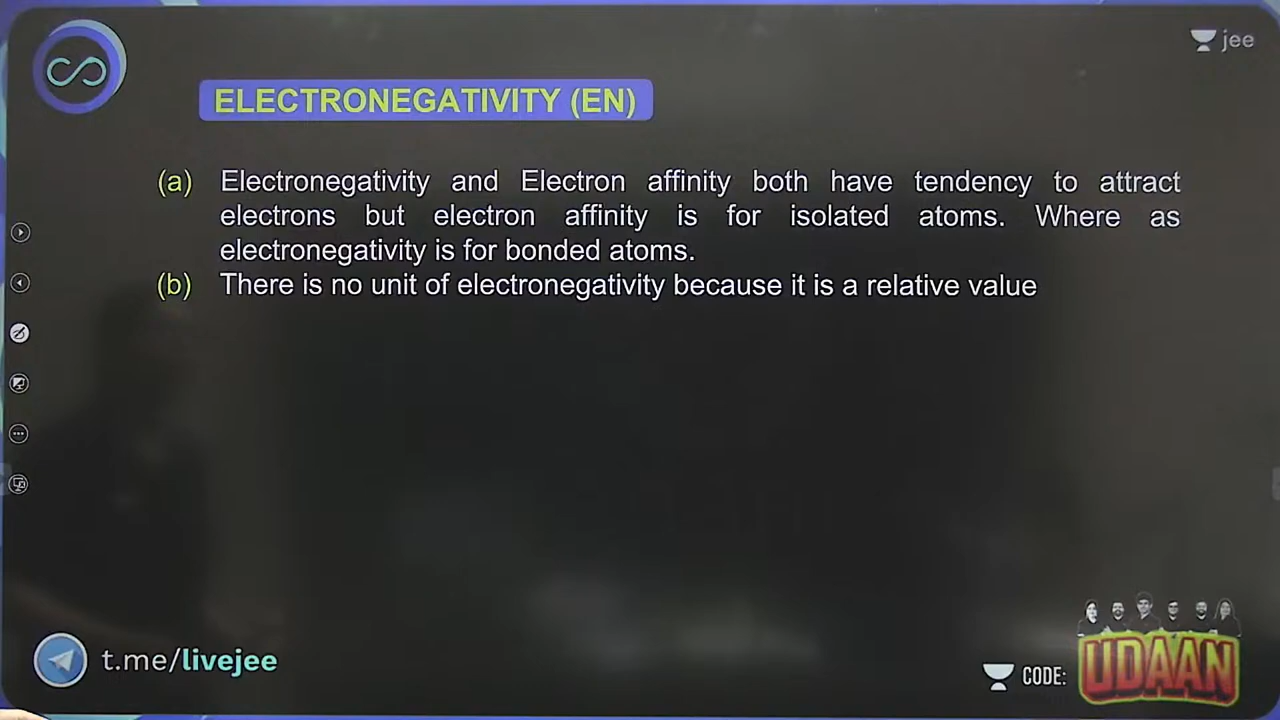 jee
ELECTRONEGATIVITY (EN)
(a) Electronegativity and Electron affinity both have tendency to attract
electrons but electron affinity is for isolated atoms. Where as
electronegativity is for bonded atoms.
(b) There is no unit of electronegativity because it is a relative value
t.me/livejee
CODE: UDAAN